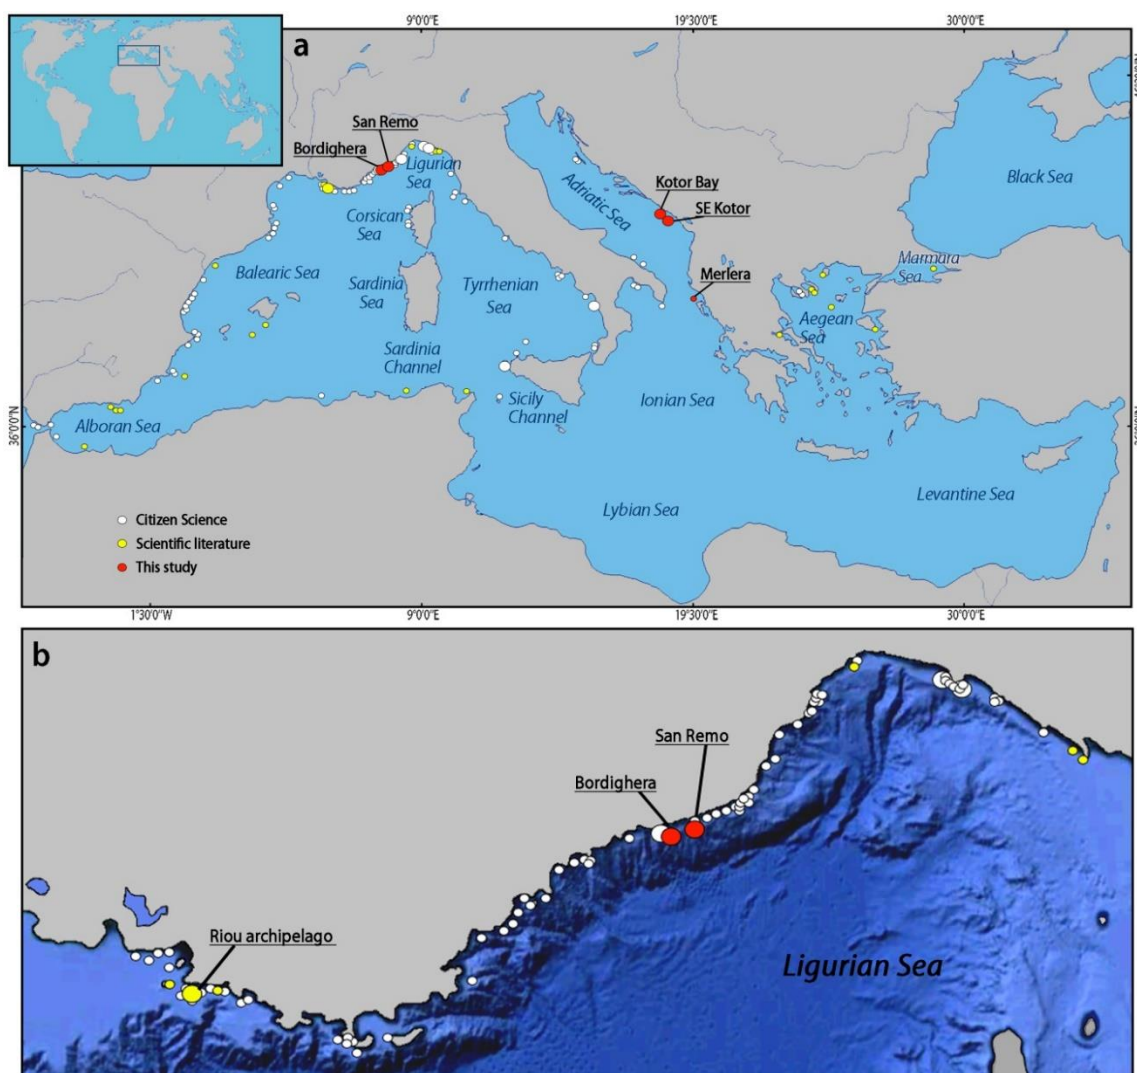 a
9°0'0"E
19°30'0"E
30°0'0"E
San Remo
Bordighera
Ligurian
Sea
Kotor Bay
SE Kotor
Adriatic Sea
Black Sea
Corsican
Sea
Marmara
Sea
Balearic Sea
Merlera
Sardinia
Sea
Tyrrhenian
Sea
Aegean
Sea
Sardinia
Channel
Sicily
Channel
Ionian Sea
36°0'0"N
Alboran Sea
Levantine Sea
Lybian Sea
Citizen Science
Scientific literature
This study
1°30'0"W
9°0'0"E
19°30'0"E
30°0'0"E
b
San Remo
Bordighera
Riou archipelago
Ligurian Sea